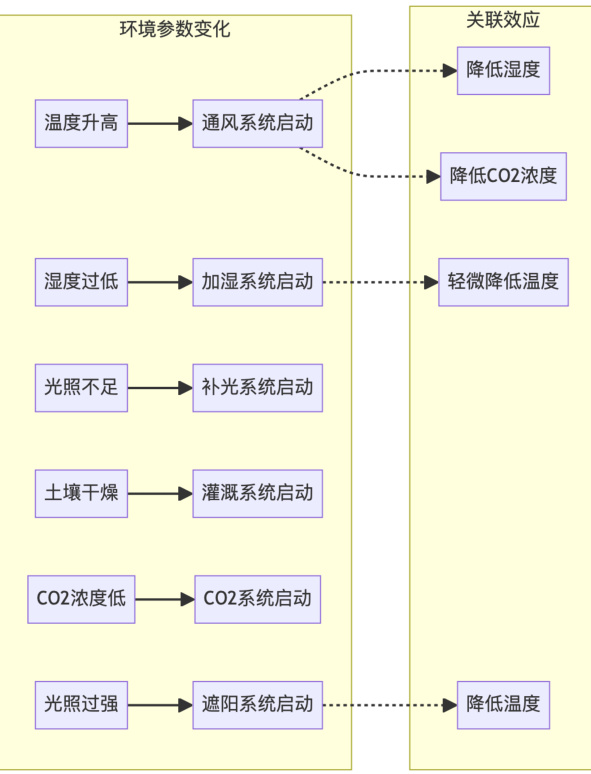 环境参数变化
关联效应
温度升高
通风系统启动
降低湿度
降低CO2浓度
湿度过低
加湿系统启动
轻微降低温度
光照不足
补光系统启动
土壤干燥
灌溉系统启动
CO2浓度低
CO2系统启动
光照过强
遮阳系统启动
降低温度